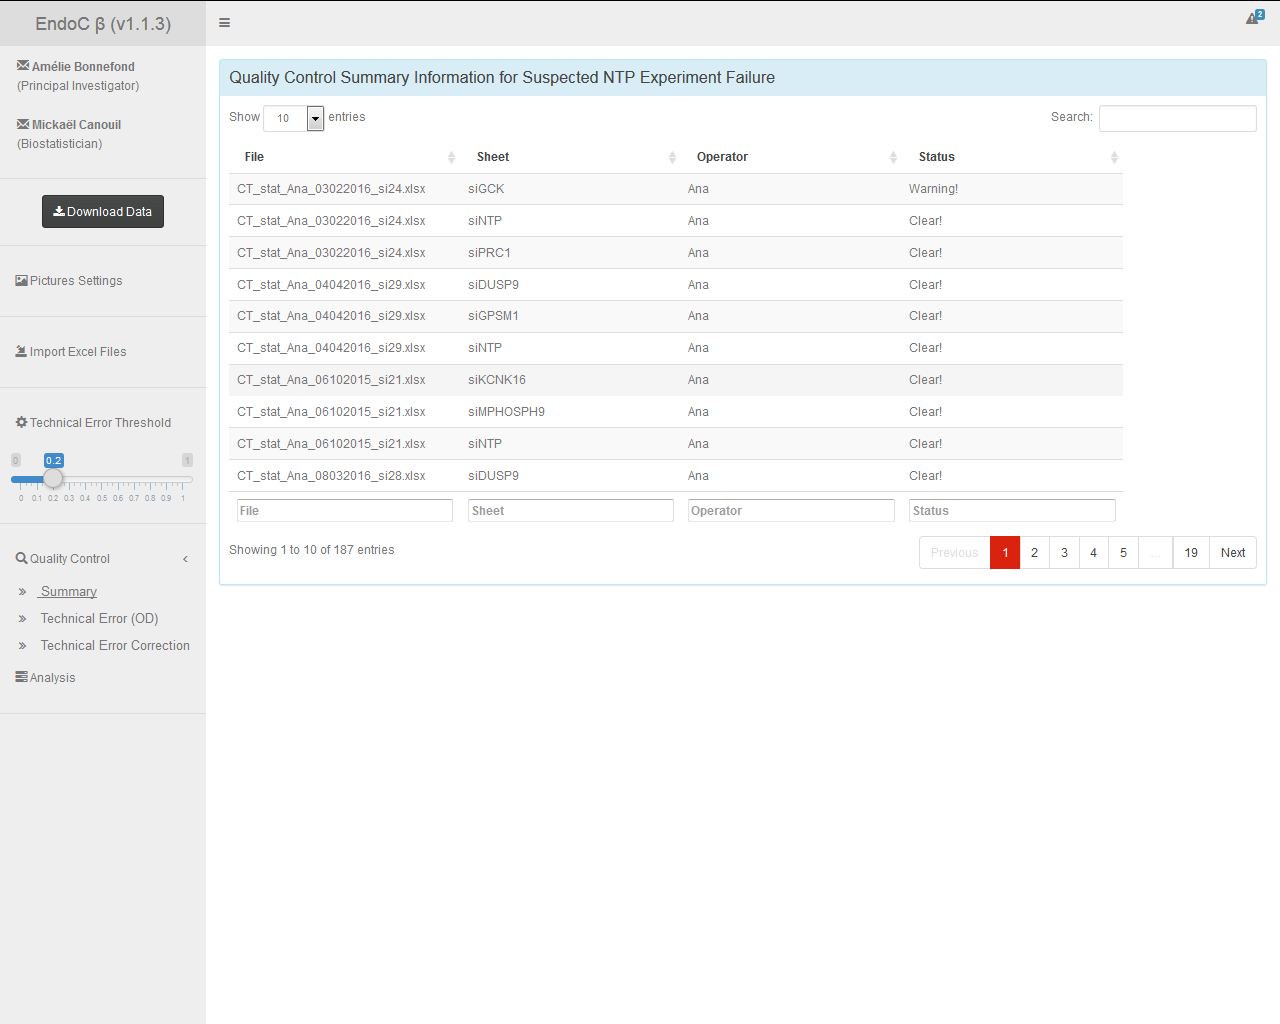 EndoC β (v1.1.3)
2
Amélie Bonnefond
(Principal Investigator)
Mickaël Canouil
(Biostatistician)
Download Data
Pictures Settings
Import Excel Files
Technical Error Threshold
0 0.2 1
0 0.1 0.2 0.3 0.4 0.5 0.6 0.7 0.8 0.9 1
Quality Control
Summary
Technical Error (OD)
Technical Error Correction
Analysis
Quality Control Summary Information for Suspected NTP Experiment Failure
Show 10 entries Search:
File Sheet Operator Status
CT_stat_Ana_03022016_si24.xlsx siGCK Ana Warning!
CT_stat_Ana_03022016_si24.xlsx siNTP Ana Clear!
CT_stat_Ana_03022016_si24.xlsx siPRC1 Ana Clear!
CT_stat_Ana_04042016_si29.xlsx siDUSP9 Ana Clear!
CT_stat_Ana_04042016_si29.xlsx siGPSM1 Ana Clear!
CT_stat_Ana_04042016_si29.xlsx siNTP Ana Clear!
CT_stat_Ana_06102015_si21.xlsx siKCNK16 Ana Clear!
CT_stat_Ana_06102015_si21.xlsx siMPHOSPH9 Ana Clear!
CT_stat_Ana_06102015_si21.xlsx siNTP Ana Clear!
CT_stat_Ana_08032016_si28.xlsx siDUSP9 Ana Clear!
File Sheet Operator Status
Showing 1 to 10 of 187 entries
Previous 1 2 3 4 5 ... 19 Next